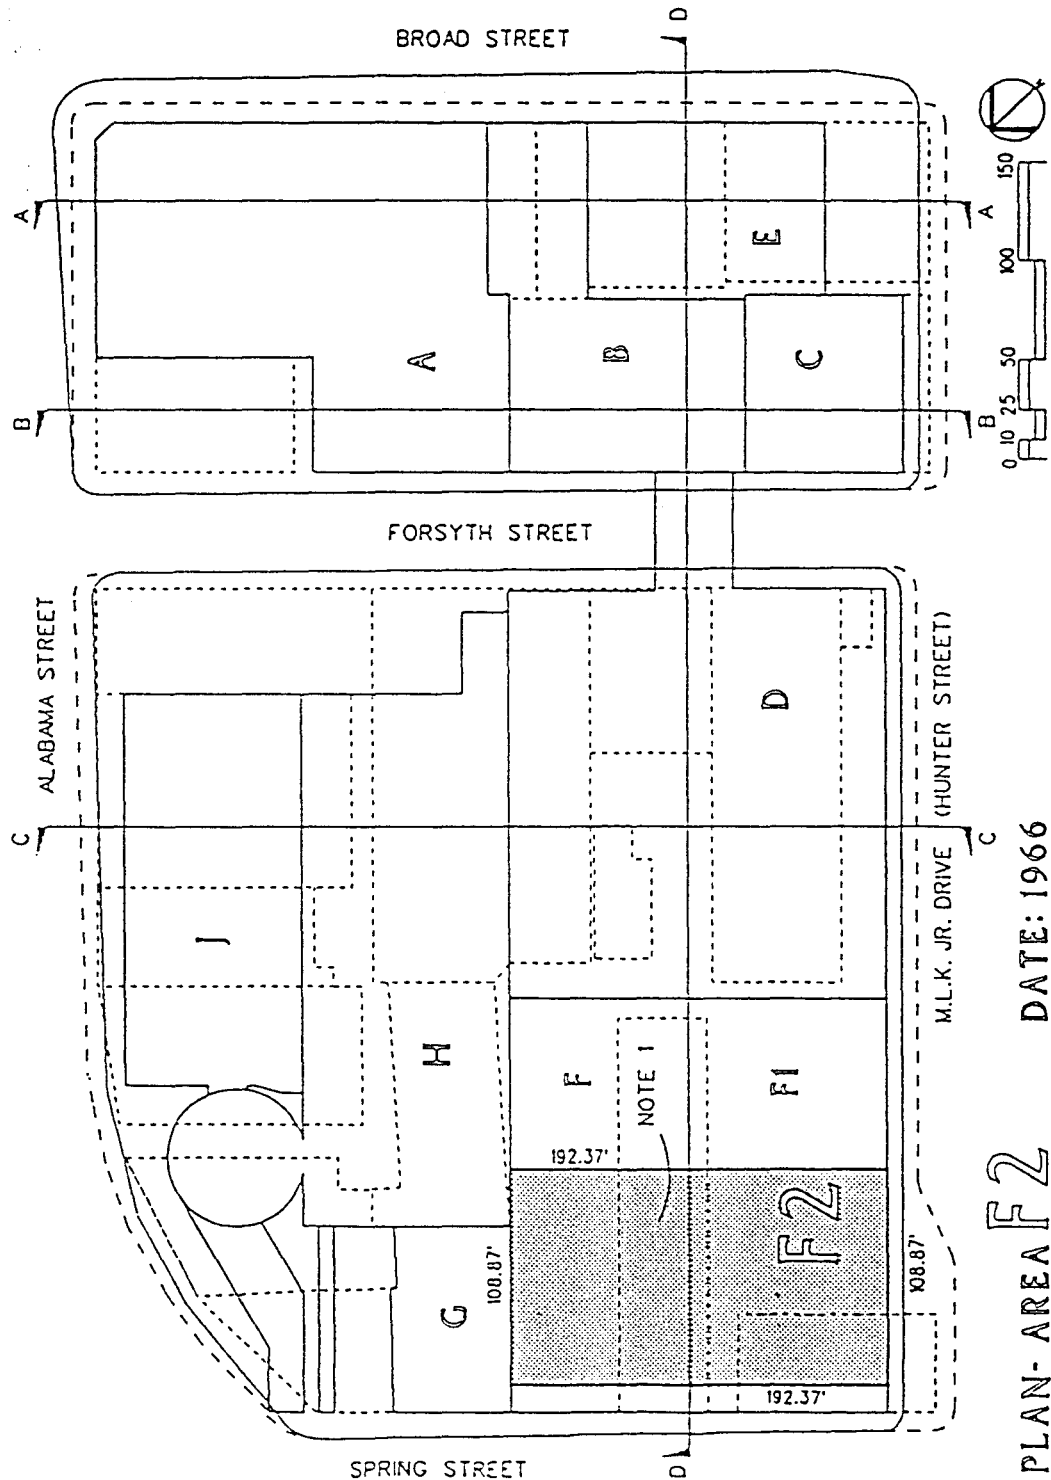 BROAD STREET
D
A
A
B
B
A
B
C
E
0 10 25 50 100 150
FORSYTH STREET
ALABAMA STREET
C
C
J
H
D
F
F1
NOTE 1
192.37'
F2
G
108.87'
108.87'
192.37'
M.L.K. JR. DRIVE (HUNTER STREET)
SPRING STREET
D
PLAN- AREA F2 DATE: 1966